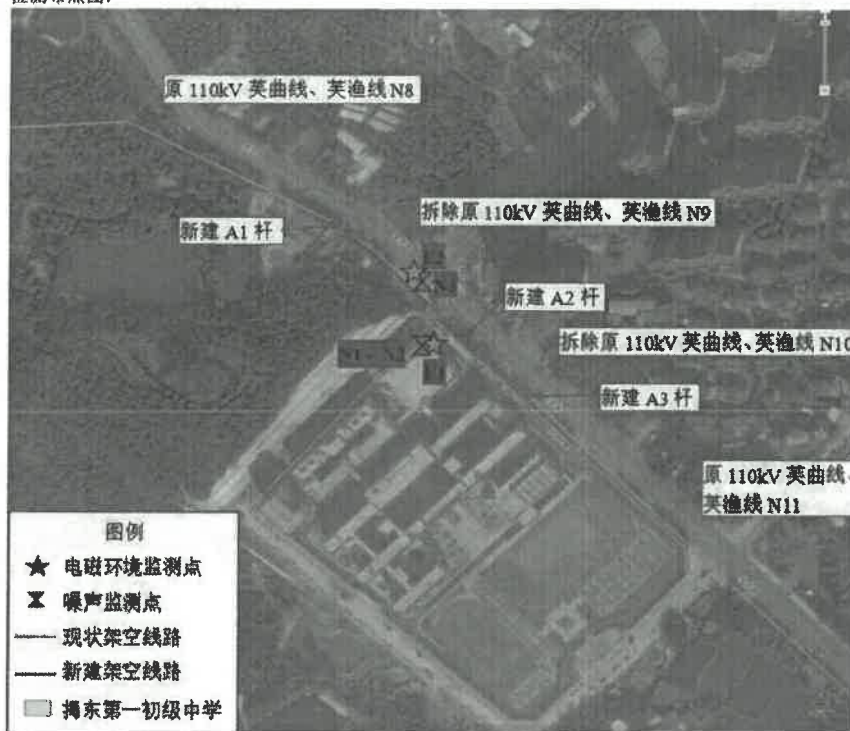 原 110kV 英曲线、英渔线 N8
拆除原 110kV 英曲线、英渔线 N9
新建 A1 杆
新建 A2 杆
拆除原 110kV 英曲线、英渔线 N10
新建 A3 杆
原 110kV 英曲线
英渔线 N11
图例
电磁环境监测点
噪声监测点
现状架空线路
新建架空线路
揭东第一初级中学